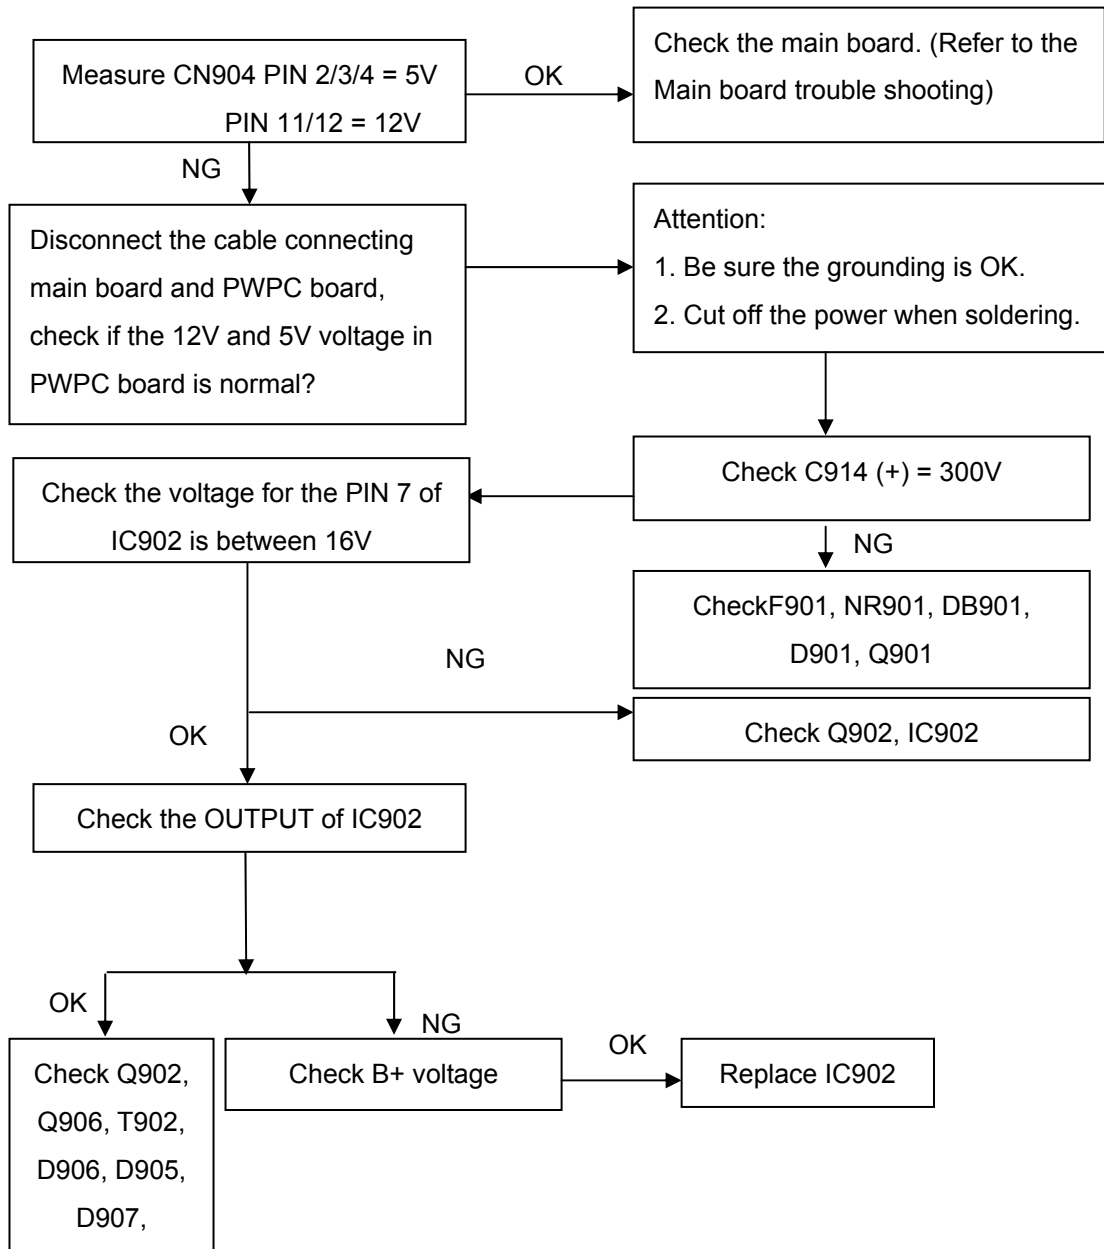 Measure CN904 PIN 2/3/4 = 5V
PIN 11/12 = 12V
OK
Check the main board. (Refer to the
Main board trouble shooting)
NG
Disconnect the cable connecting
main board and PWPC board,
check if the 12V and 5V voltage in
PWPC board is normal?
Attention:
1. Be sure the grounding is OK.
2. Cut off the power when soldering.
Check C914 (+) = 300V
Check the voltage for the PIN 7 of
IC902 is between 16V
NG
CheckF901, NR901, DB901,
D901, Q901
NG
Check Q902, IC902
OK
Check the OUTPUT of IC902
OK
NG
Check Q902,
Q906, T902,
D906, D905,
D907,
Check B+ voltage
OK
Replace IC902